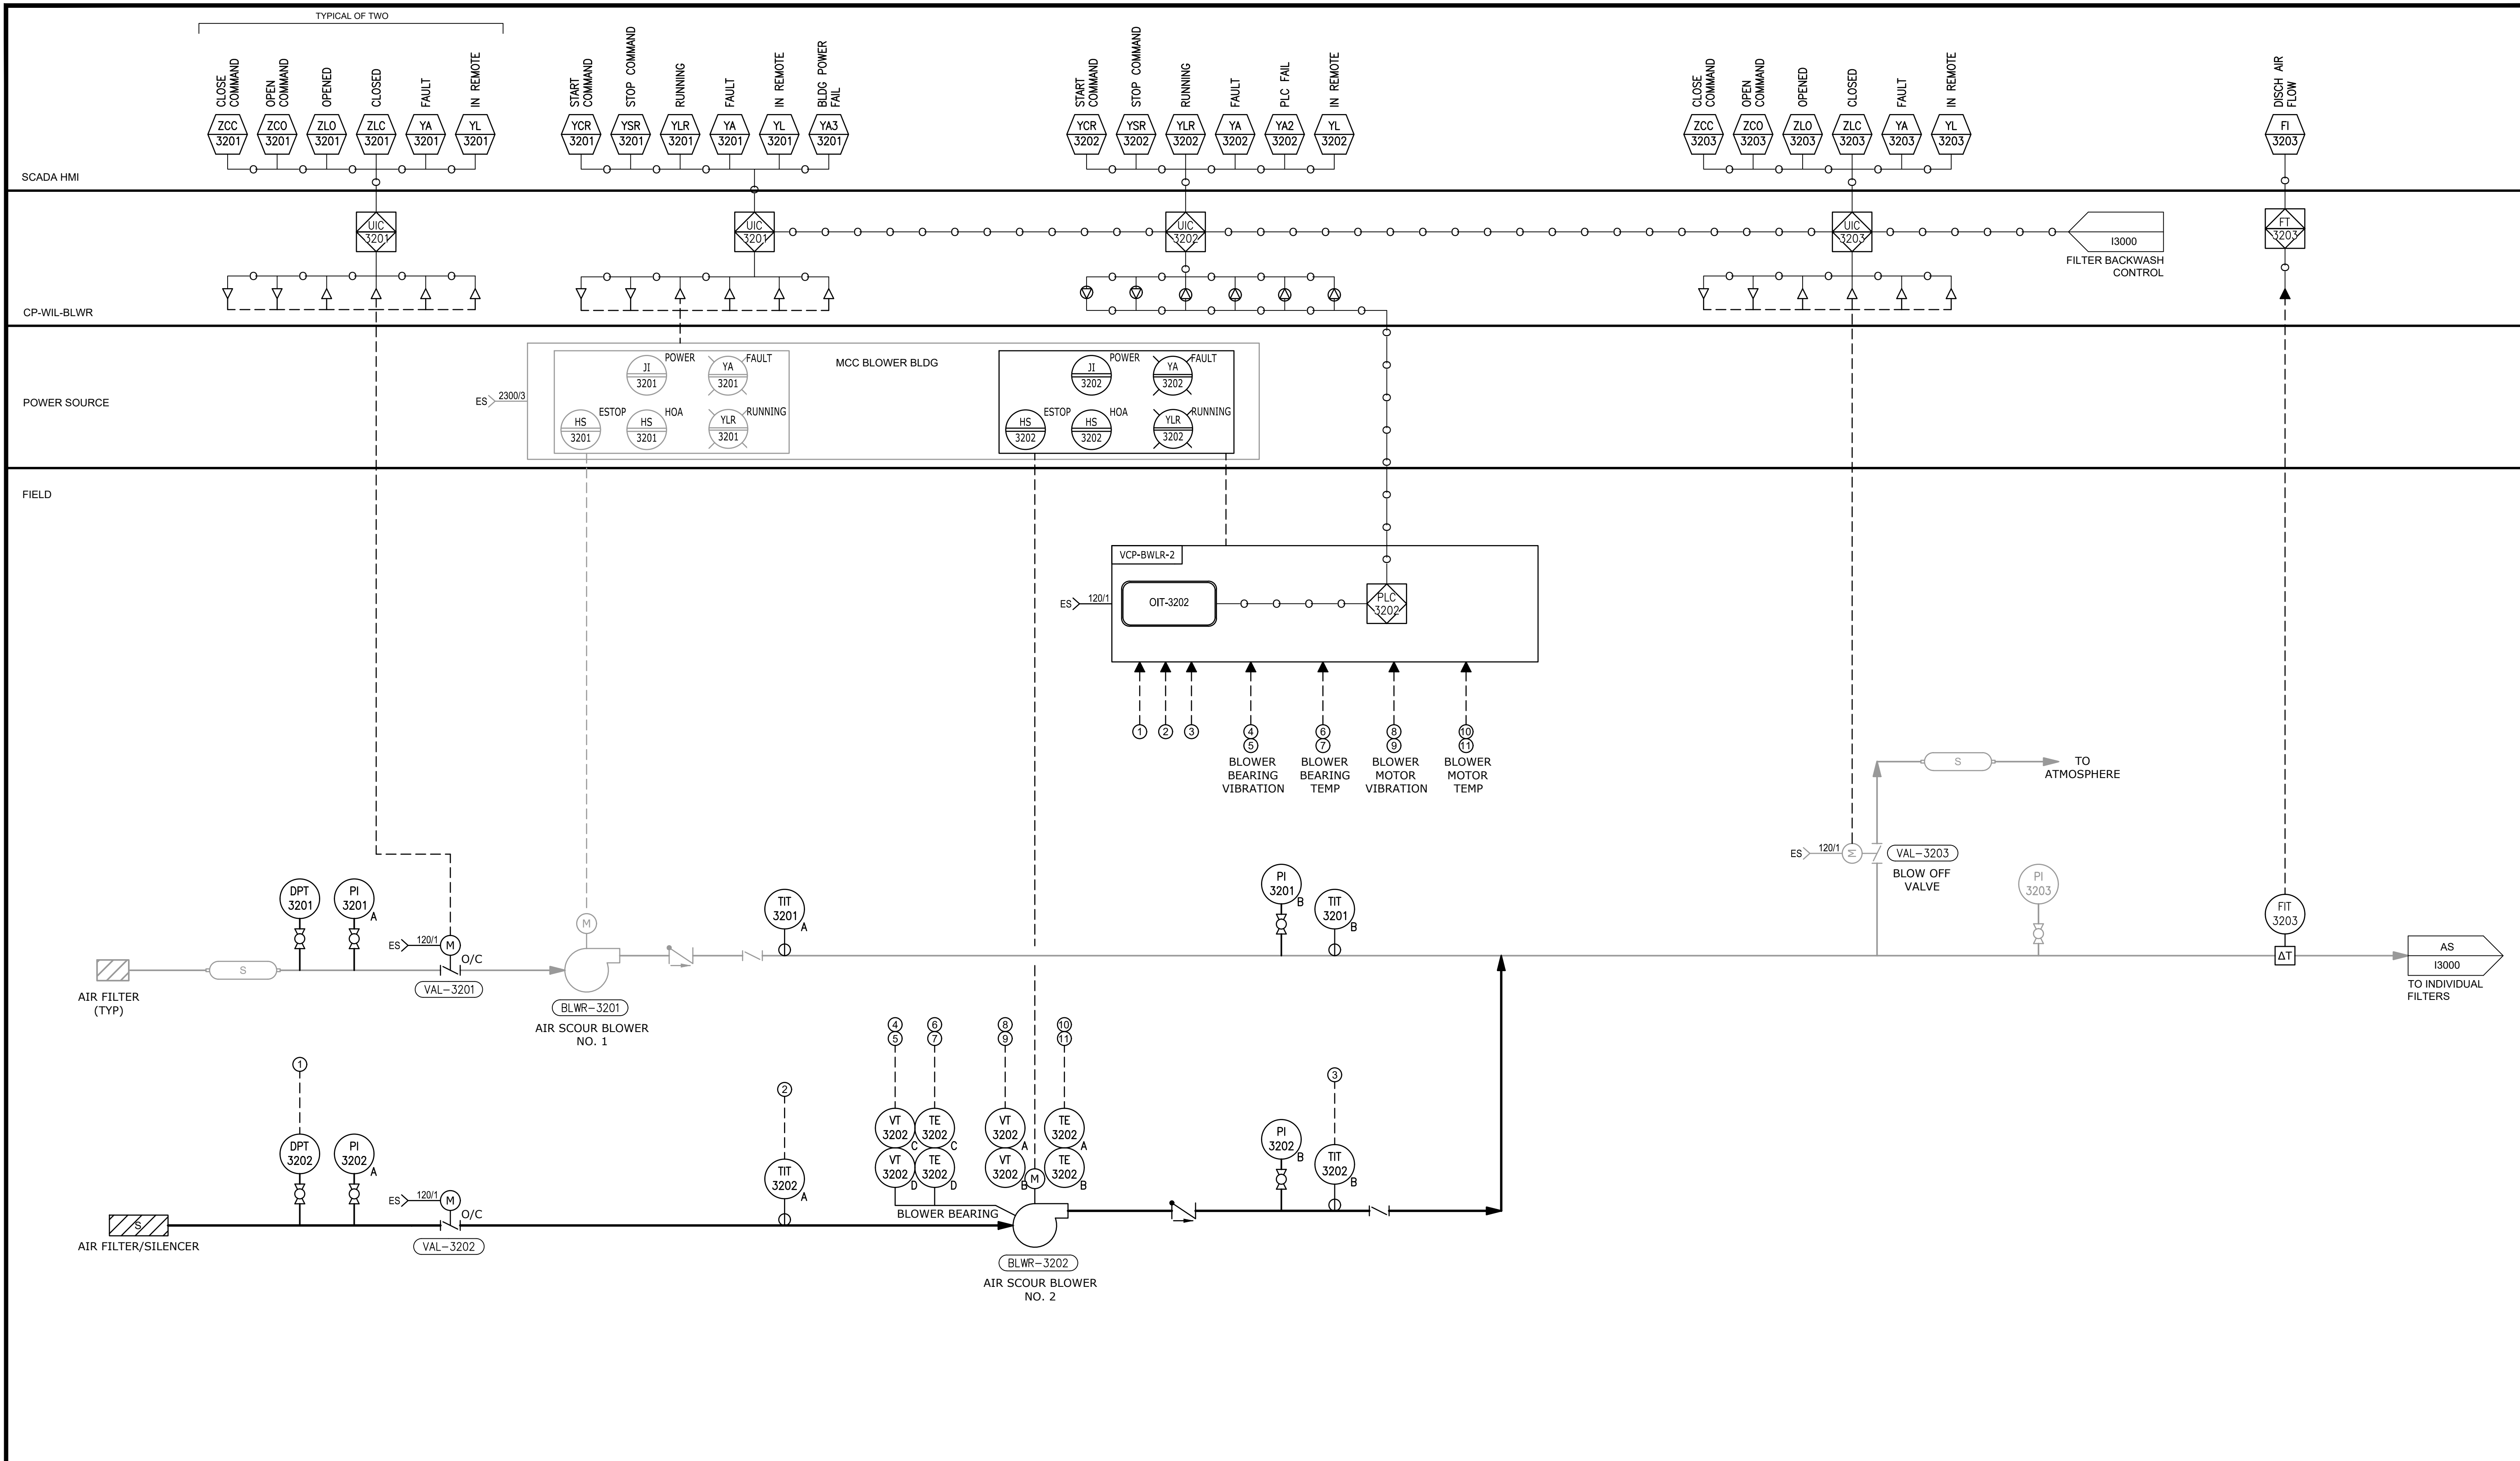 TYPICAL OF TWO
CLOSE
COMMAND
OPEN
COMMAND
OPENED
CLOSED
FAULT
IN REMOTE
START
COMMAND
STOP COMMAND
RUNNING
FAULT
IN REMOTE
BLDG POWER
FAIL
START
COMMAND
STOP COMMAND
RUNNING
FAULT
PLC FAIL
IN REMOTE
CLOSE
COMMAND
OPEN
COMMAND
OPENED
CLOSED
FAULT
IN REMOTE
DISCH AIR
FLOW
ZCC
3201
ZCO
3201
ZLO
3201
ZLC
3201
YA
3201
YL
3201
YCR
3201
YSR
3201
YLR
3201
YA
3201
YL
3201
YA3
3201
YCR
3202
YSR
3202
YLR
3202
YA
3202
YA2
3202
YL
3202
ZCC
3203
ZCO
3203
ZLO
3203
ZLC
3203
YA
3203
YL
3203
FI
3203
SCADA HMI
UIC
3201
UIC
3201
UIC
3202
UIC
3203
I3000
FILTER BACKWASH
CONTROL
FT
3203
CP-WIL-BLWR
POWER SOURCE
ES
2300/3
MCC BLOWER BLDG
JI
3201
POWER
YA
3201
FAULT
HS
3201
ESTOP
HS
3201
HOA
YLR
3201
RUNNING
JI
3202
POWER
YA
3202
FAULT
HS
3202
ESTOP
HS
3202
HOA
YLR
3202
RUNNING
FIELD
VCP-BWLR-2
ES
120/1
OIT-3202
PLC
3202
1
2
3
4
5
6
7
8
9
10
11
BLOWER
BEARING
VIBRATION
BLOWER
BEARING
TEMP
BLOWER
MOTOR
VIBRATION
BLOWER
MOTOR
TEMP
S
TO
ATMOSPHERE
ES
120/1
M
VAL-3203
BLOW OFF
VALVE
DPT
3201
PI
3201
A
ES
120/1
M
O/C
VAL-3201
M
TIT
3201
A
PI
3201
B
TIT
3201
B
PI
3203
FIT
3203
ΔT
AS
I3000
TO INDIVIDUAL
FILTERS
S
AIR FILTER
(TYP)
BLWR-3201
AIR SCOUR BLOWER
NO. 1
1
2
4
5
6
7
8
9
10
11
3
DPT
3202
PI
3202
A
ES
120/1
M
O/C
VAL-3202
TIT
3202
A
VT
3202
C
VT
3202
D
TE
3202
C
TE
3202
D
VT
3202
A
VT
3202
B
TE
3202
A
TE
3202
B
M
PI
3202
B
TIT
3202
B
S
AIR FILTER/SILENCER
BLOWER BEARING
BLWR-3202
AIR SCOUR BLOWER
NO. 2